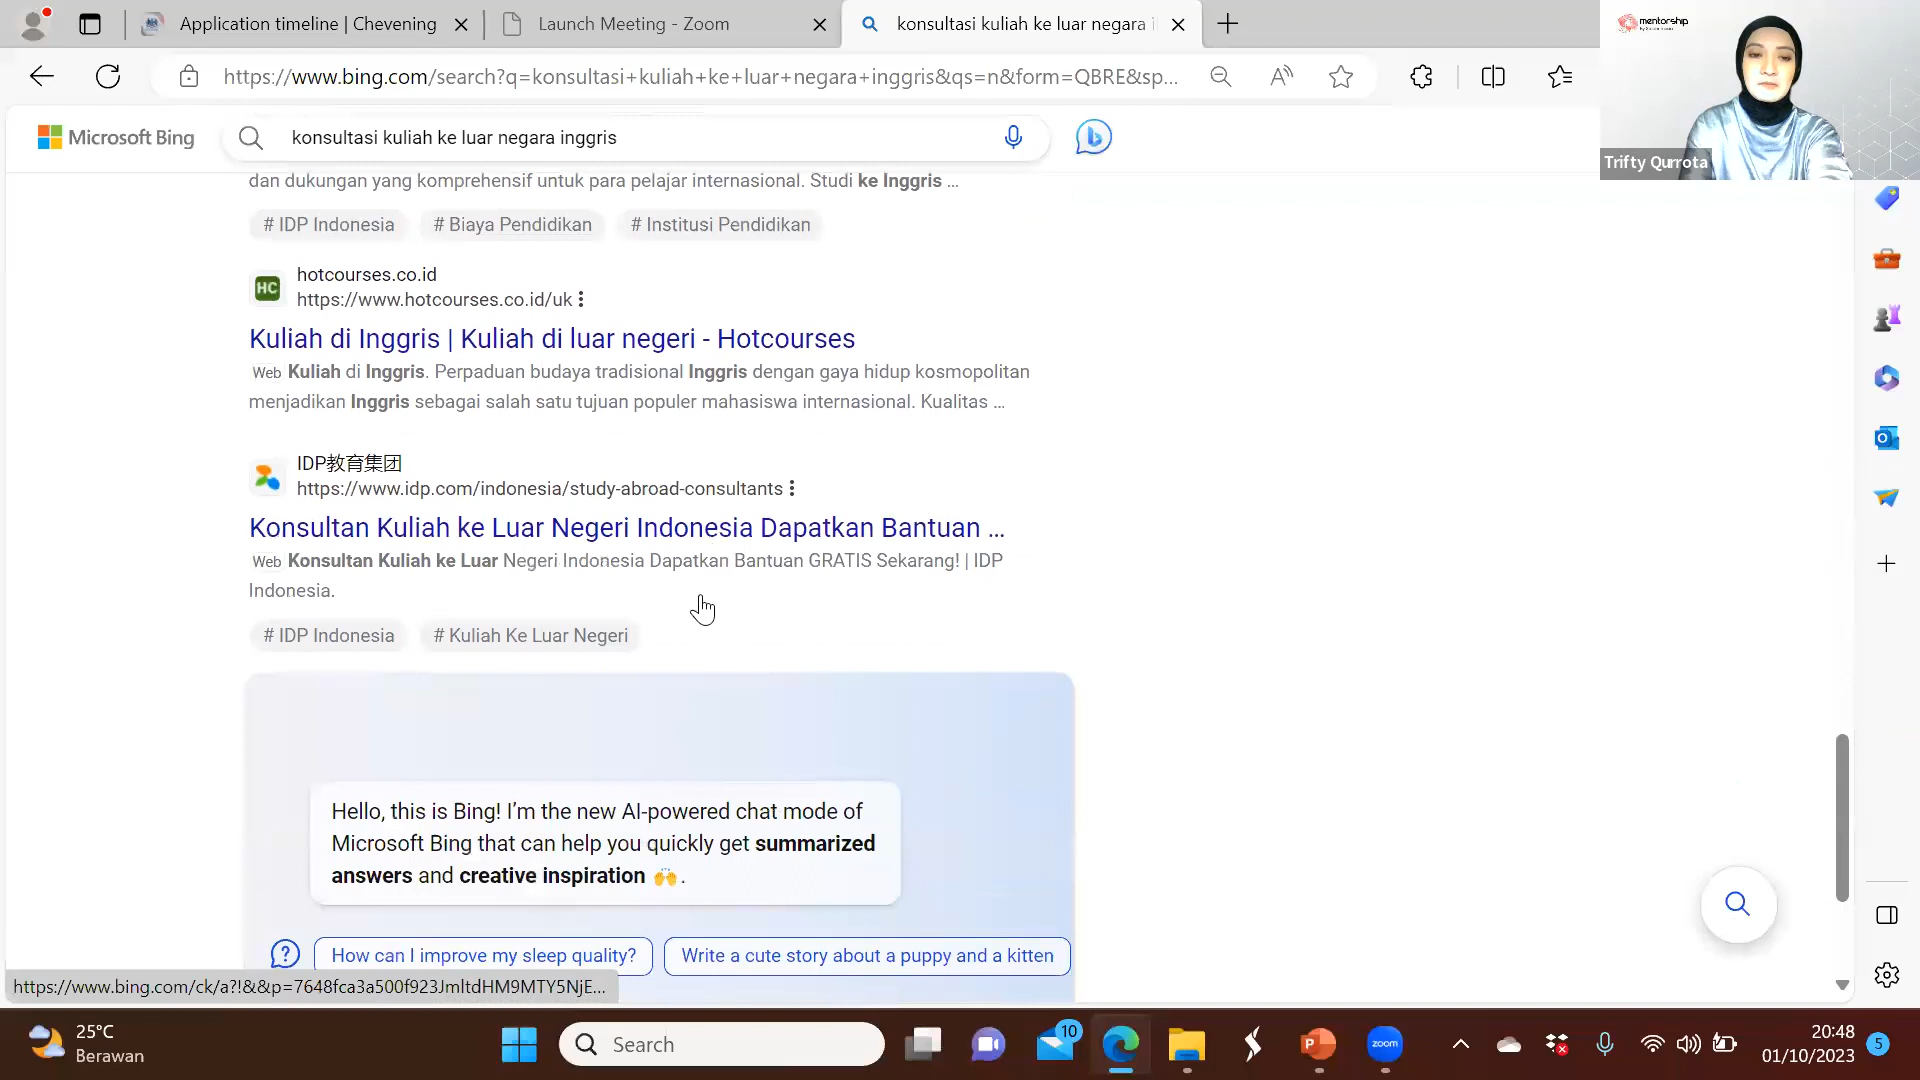 Application timeline | Chevening
Launch Meeting - Zoom
konsultasi kuliah ke luar negara i
https://www.bing.com/search?q=konsultasi+kuliah+ke+luar+negara+inggris&qs=n&form=QBRE&sp...
mentorship
Trifty Qurrota
Microsoft Bing
konsultasi kuliah ke luar negara inggris
dan dukungan yang komprehensif untuk para pelajar internasional. Studi ke Inggris ...
# IDP Indonesia
# Biaya Pendidikan
# Institusi Pendidikan
HC
hotcourses.co.id
https://www.hotcourses.co.id/uk
Kuliah di Inggris | Kuliah di luar negeri - Hotcourses
Web Kuliah di Inggris. Perpaduan budaya tradisional Inggris dengan gaya hidup kosmopolitan
menjadikan Inggris sebagai salah satu tujuan populer mahasiswa internasional. Kualitas ...
IDP教育集团
https://www.idp.com/indonesia/study-abroad-consultants
Konsultan Kuliah ke Luar Negeri Indonesia Dapatkan Bantuan ...
Web Konsultan Kuliah ke Luar Negeri Indonesia Dapatkan Bantuan GRATIS Sekarang! | IDP
Indonesia.
# IDP Indonesia
# Kuliah Ke Luar Negeri
Hello, this is Bing! I'm the new AI-powered chat mode of
Microsoft Bing that can help you quickly get summarized
answers and creative inspiration 🙌.
How can I improve my sleep quality?
Write a cute story about a puppy and a kitten
https://www.bing.com/ck/a?!&&p=7648fca3a500f923JmltdHM9MTY5NjE...
25°C
Berawan
Search
10
zoom
20:48
01/10/2023
5